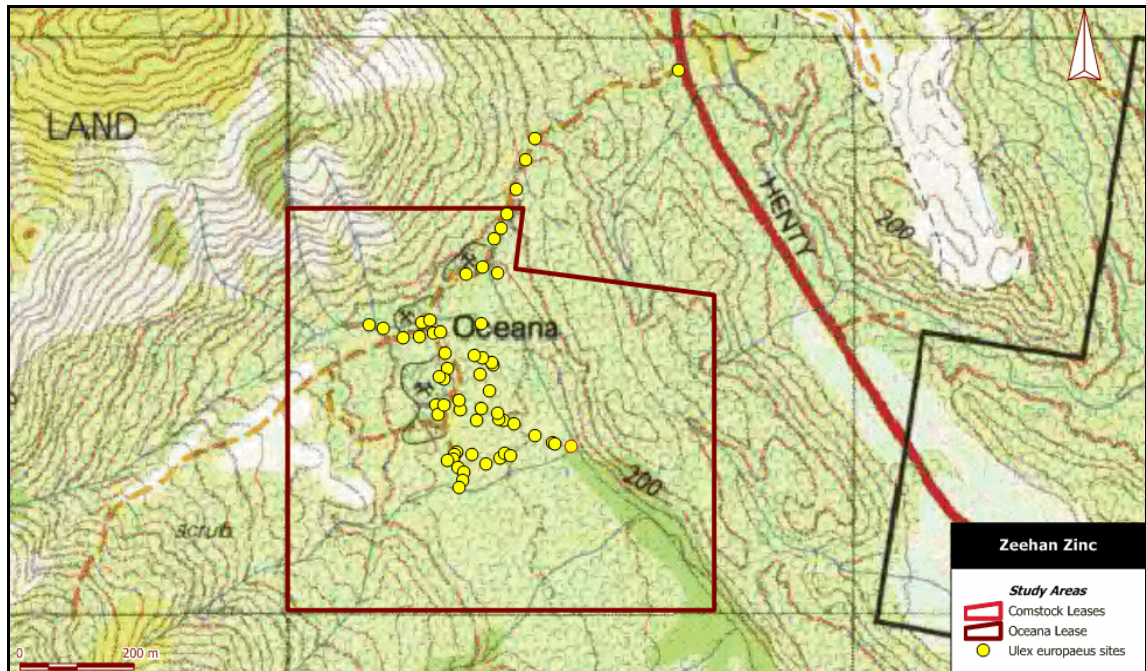 LAND
HENTY
200
Oceana
200
scrub
0 200 m
Zeehan Zinc
Study Areas
Comstock Leases
Oceana Lease
Ulex europaeus sites